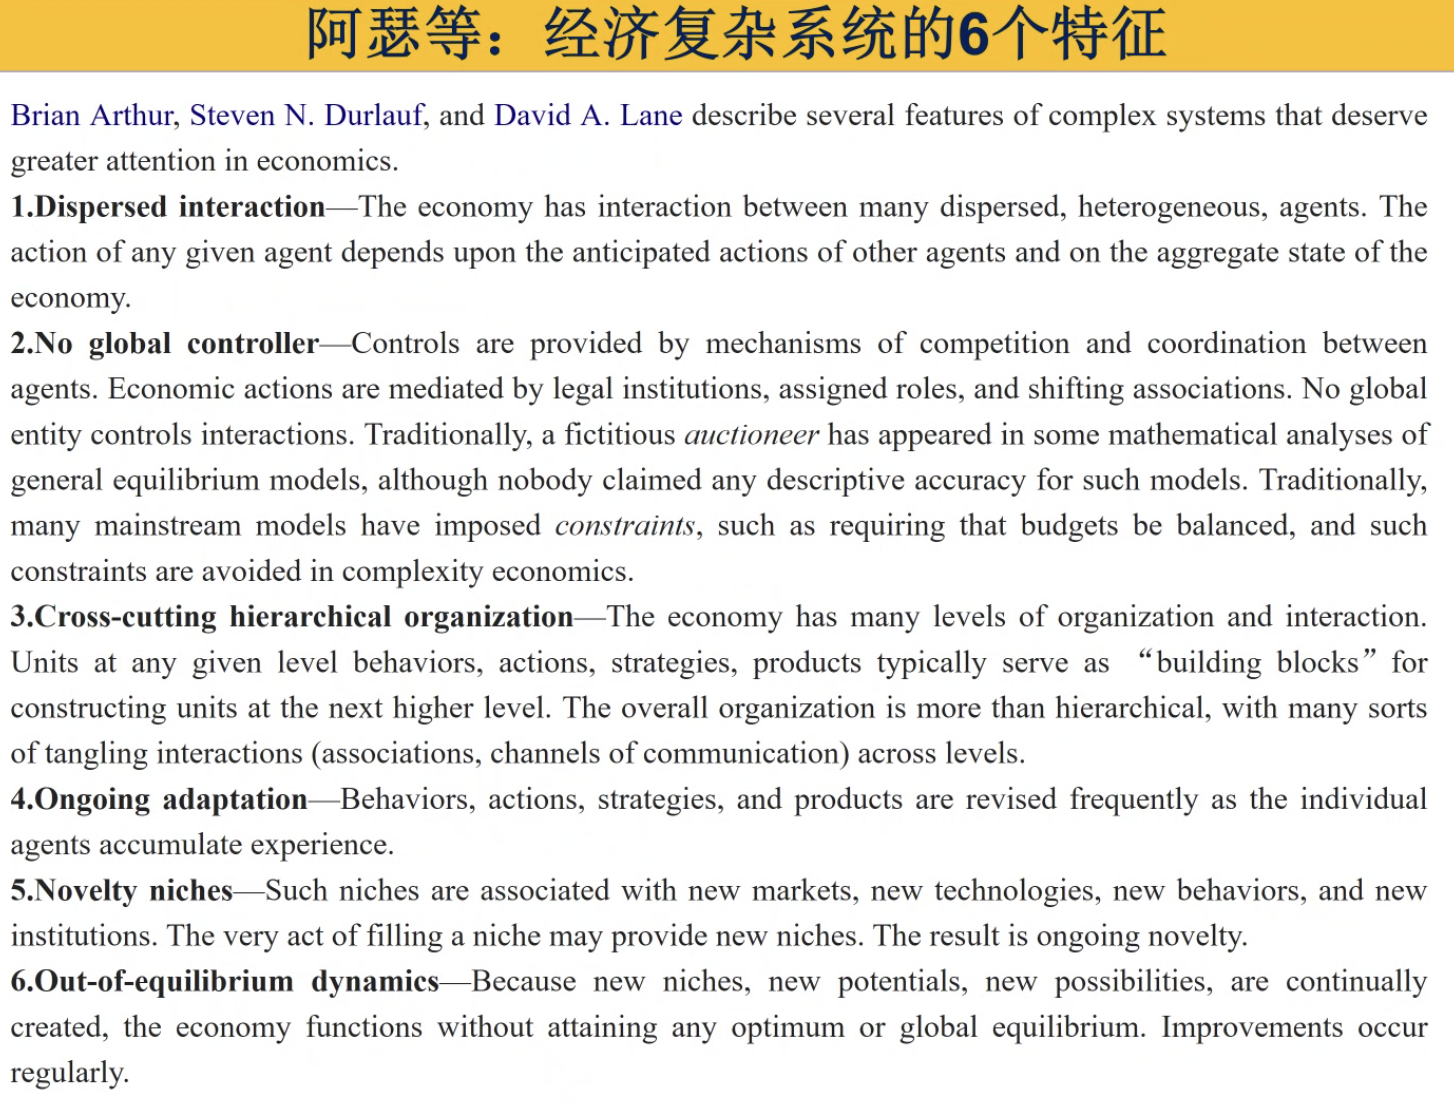 阿瑟等：经济复杂系统的6个特征
Brian Arthur, Steven N. Durlauf, and David A. Lane describe several features of complex systems that deserve
greater attention in economics.
1.Dispersed interaction—The economy has interaction between many dispersed, heterogeneous, agents. The
action of any given agent depends upon the anticipated actions of other agents and on the aggregate state of the
economy.
2.No global controller—Controls are provided by mechanisms of competition and coordination between
agents. Economic actions are mediated by legal institutions, assigned roles, and shifting associations. No global
entity controls interactions. Traditionally, a fictitious auctioneer has appeared in some mathematical analyses of
general equilibrium models, although nobody claimed any descriptive accuracy for such models. Traditionally,
many mainstream models have imposed constraints, such as requiring that budgets be balanced, and such
constraints are avoided in complexity economics.
3.Cross-cutting hierarchical organization—The economy has many levels of organization and interaction.
Units at any given level behaviors, actions, strategies, products typically serve as “building blocks” for
constructing units at the next higher level. The overall organization is more than hierarchical, with many sorts
of tangling interactions (associations, channels of communication) across levels.
4.Ongoing adaptation—Behaviors, actions, strategies, and products are revised frequently as the individual
agents accumulate experience.
5.Novelty niches—Such niches are associated with new markets, new technologies, new behaviors, and new
institutions. The very act of filling a niche may provide new niches. The result is ongoing novelty.
6.Out-of-equilibrium dynamics—Because new niches, new potentials, new possibilities, are continually
created, the economy functions without attaining any optimum or global equilibrium. Improvements occur
regularly.